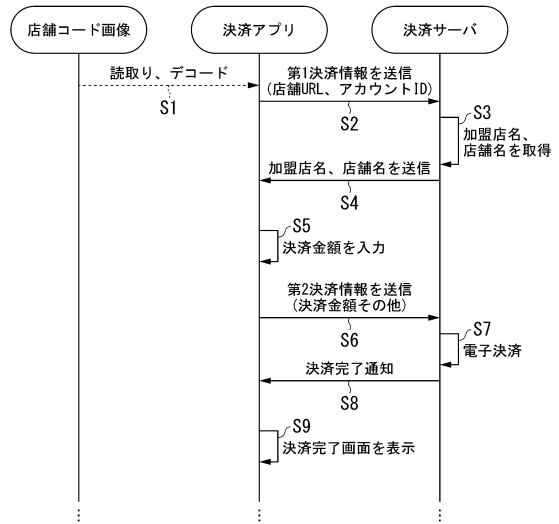 店舗コード画像
決済アプリ
決済サーバ
読取り、デコード
S1
第1決済情報を送信
(店舗URL、アカウントID)
S2
S3
加盟店名、
店舗名を取得
加盟店名、店舗名を送信
S4
S5
決済金額を入力
第2決済情報を送信
(決済金額その他)
S6
S7
電子決済
決済完了通知
S8
S9
決済完了画面を表示